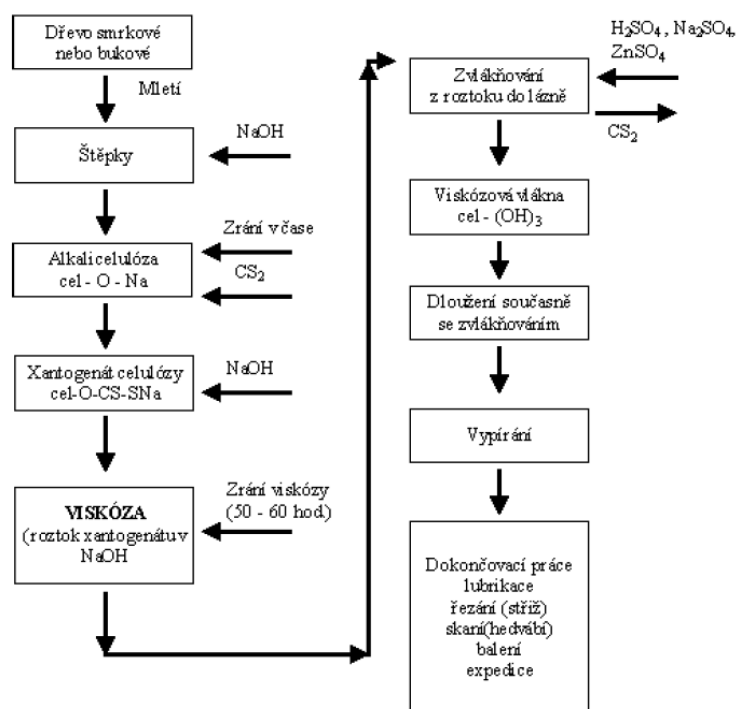 Dřevo smrkové
nebo bukové
Mletí
Štěpky
NaOH
Zrání v čase
Alkalicelulóza
cel - O - Na
CS₂
Xantogenát celulózy
cel-O-CS-SNa
NaOH
VISKÓZA
(roztok xantogenátu v
NaOH
Zrání viskózy
(50 - 60 hod.)
H₂SO₄ , Na₂SO₄,
ZnSO₄
Zvlákňování
z roztoku do lázně
CS₂
Viskózová vlákna
cel - (OH)₃
Dloužení současně
se zvlákňováním
Vypírání
Dokončovací práce
lubrikace
řezání (střiž)
skaní(hedvábí)
balení
expedice